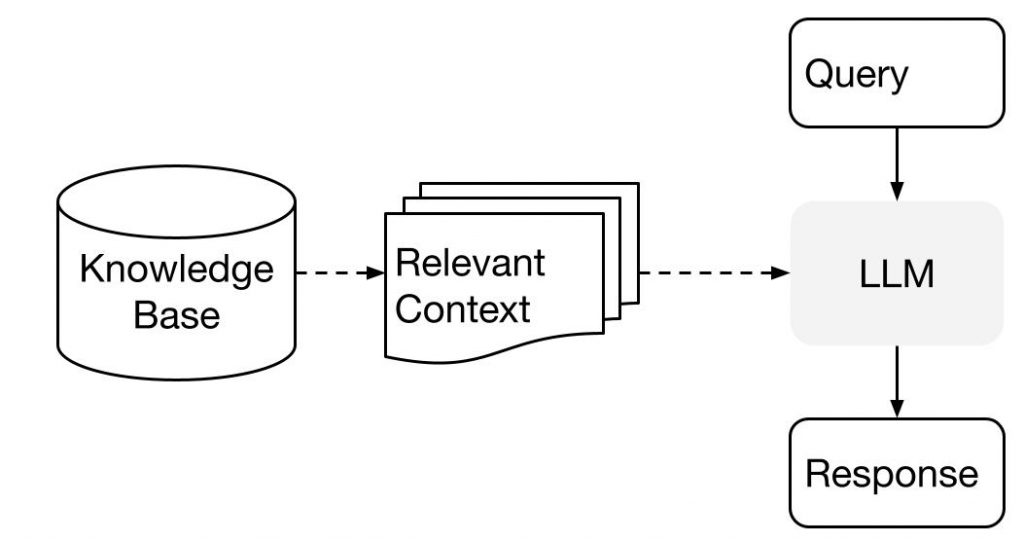 Query
Knowledge
Base
Relevant
Context
LLM
Response